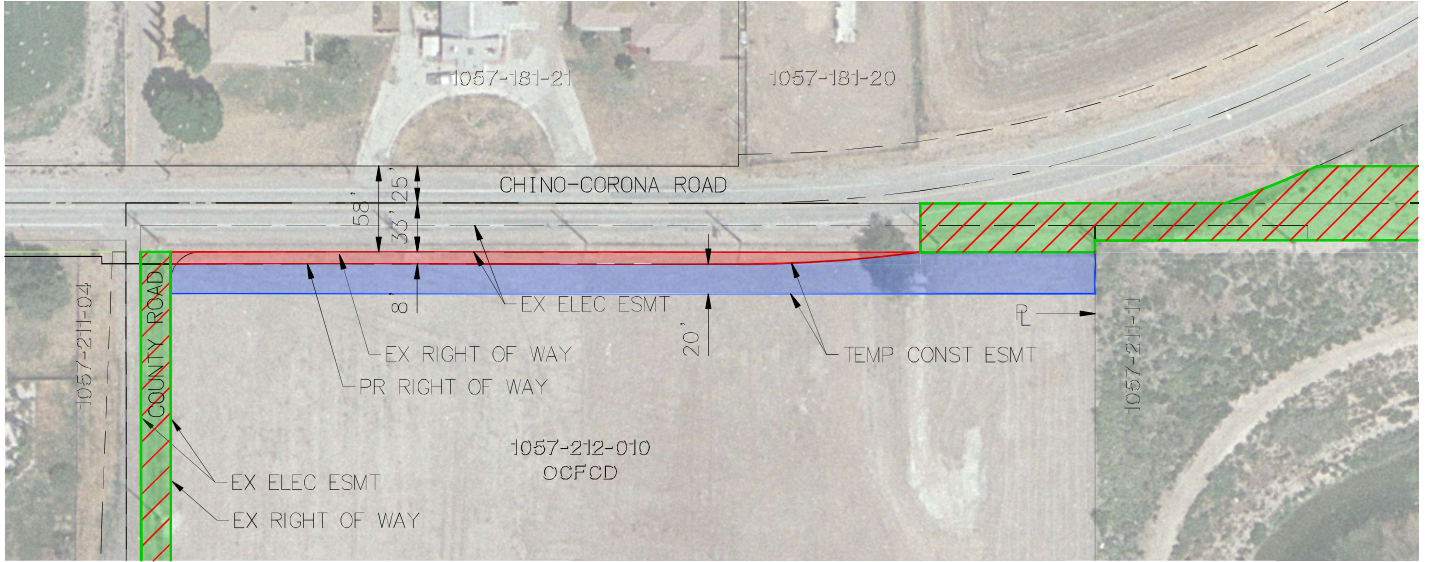 1057-181-21
1057-181-20
CHINO-CORONA ROAD
25'
58'
33'
8'
20'
EX ELEC ESMT
EX RIGHT OF WAY
PR RIGHT OF WAY
TEMP CONST ESMT
PL
COUNTY ROAD
1057-211-04
1057-211-11
1057-212-010
OCFCD
EX ELEC ESMT
EX RIGHT OF WAY